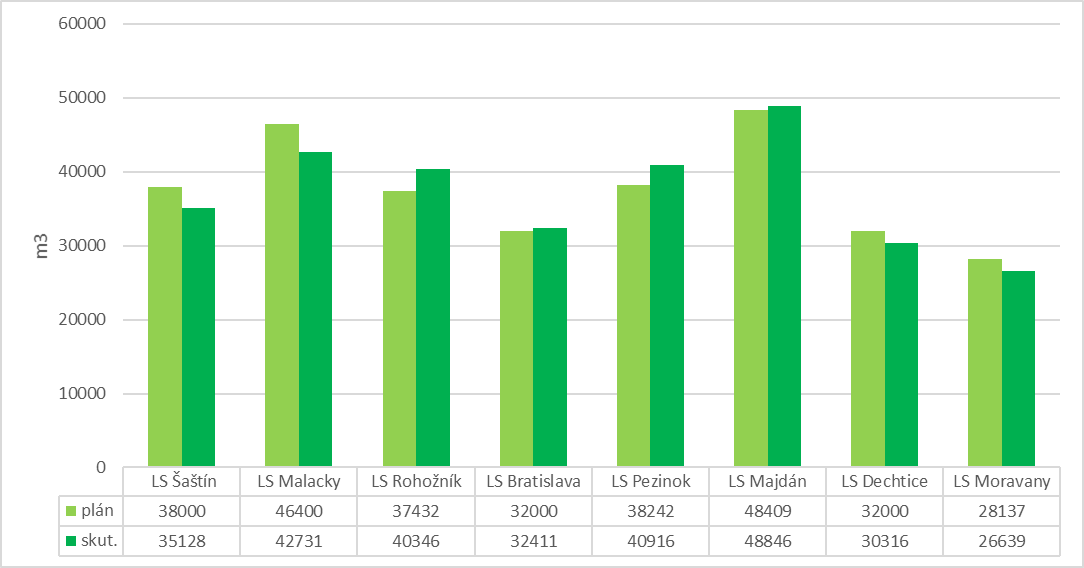 60000
50000
40000
30000
20000
10000
0
m3
LS Šaštín LS Malacky LS Rohožník LS Bratislava LS Pezinok LS Majdán LS Dechtice LS Moravany
plán 38000 46400 37432 32000 38242 48409 32000 28137
skut. 35128 42731 40346 32411 40916 48846 30316 26639